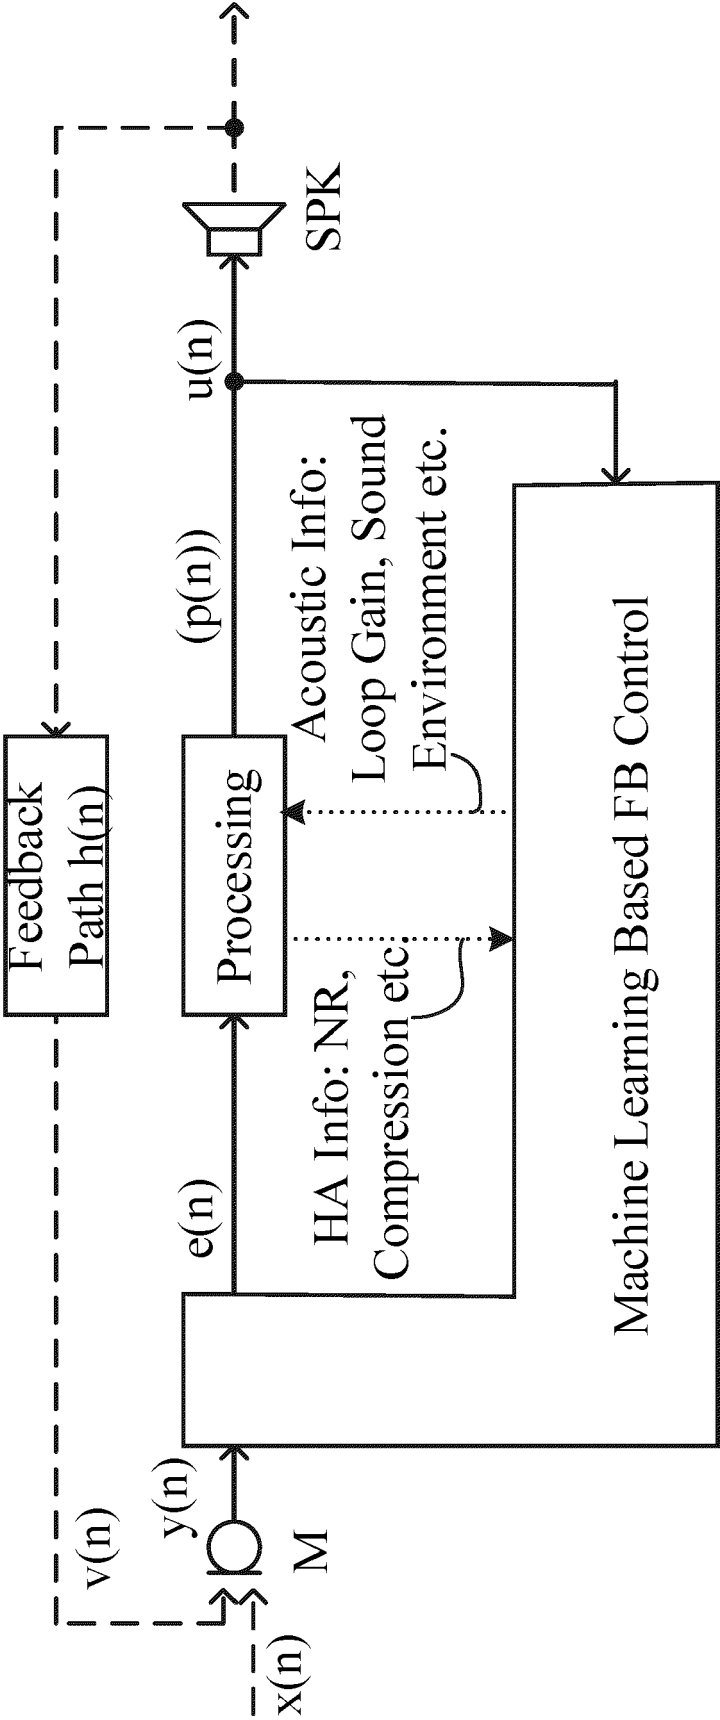 Feedback
Path h(n)
v(n)
x(n)
y(n)
M
e(n)
Processing
(p(n))
u(n)
SPK
HA Info: NR,
Compression etc.
Acoustic Info:
Loop Gain, Sound
Environment etc.
Machine Learning Based FB Control